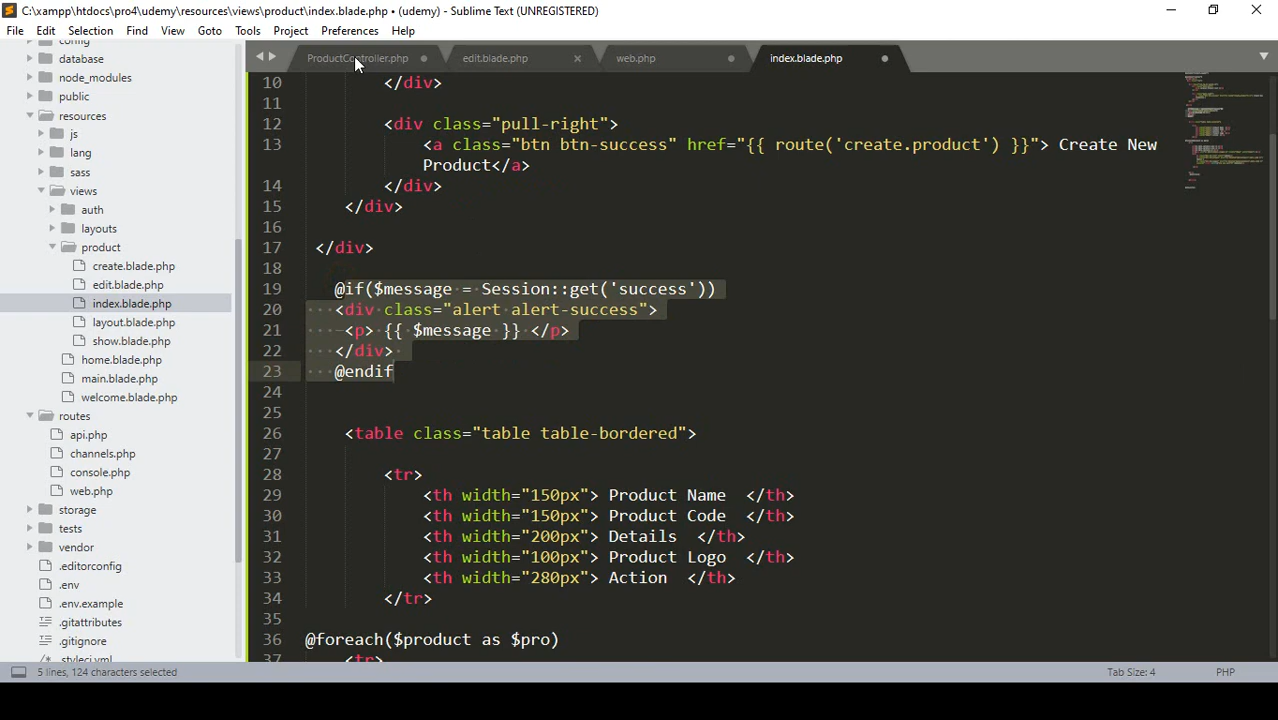 C:\xampp\htdocs\pro4\udemy\resources\views\product\index.blade.php • (udemy) - Sublime Text (UNREGISTERED)
File Edit Selection Find View Goto Tools Project Preferences Help
config
database
node_modules
public
resources
js
lang
sass
views
auth
layouts
product
create.blade.php
edit.blade.php
index.blade.php
layout.blade.php
show.blade.php
home.blade.php
main.blade.php
welcome.blade.php
routes
api.php
channels.php
console.php
web.php
storage
tests
vendor
.editorconfig
.env
.env.example
.gitattributes
.gitignore
.styleci.yml
ProductController.php edit.blade.php web.php index.blade.php
10 </div>
11
12 <div class="pull-right">
13 <a class="btn btn-success" href="{{ route('create.product') }}"> Create New
Product</a>
14 </div>
15 </div>
16
17 </div>
18
19 @if($message = Session::get('success'))
20 <div class="alert alert-success">
21 <p> {{ $message }} </p>
22 </div>
23 @endif
24
25
26 <table class="table table-bordered">
27
28 <tr>
29 <th width="150px"> Product Name </th>
30 <th width="150px"> Product Code </th>
31 <th width="200px"> Details </th>
32 <th width="100px"> Product Logo </th>
33 <th width="280px"> Action </th>
34 </tr>
35
36 @foreach($product as $pro)
37 <tr>
5 lines, 124 characters selected
Tab Size: 4 PHP